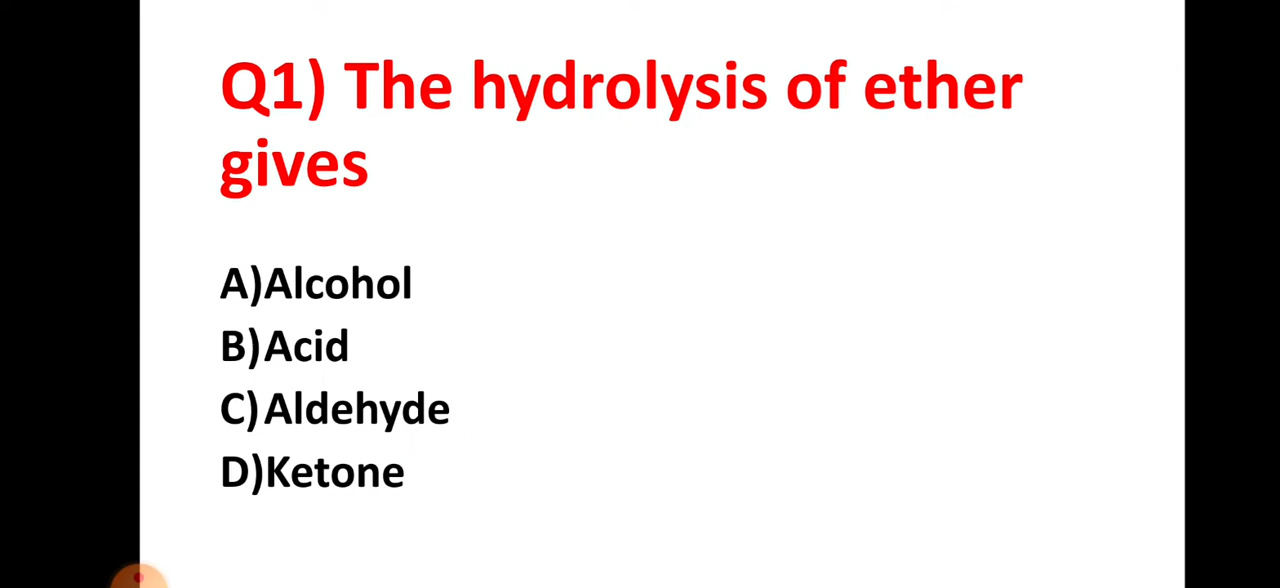 Q1) The hydrolysis of ether
gives
A)Alcohol
B)Acid
C)Aldehyde
D)Ketone